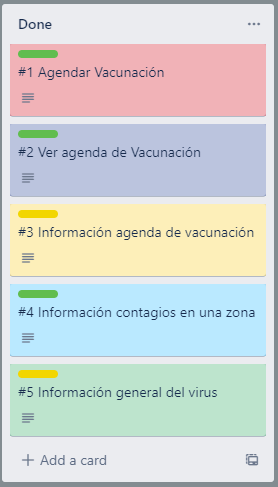 Done
#1 Agendar Vacunación
#2 Ver agenda de Vacunación
#3 Información agenda de vacunación
#4 Información contagios en una zona
#5 Información general del virus
+ Add a card